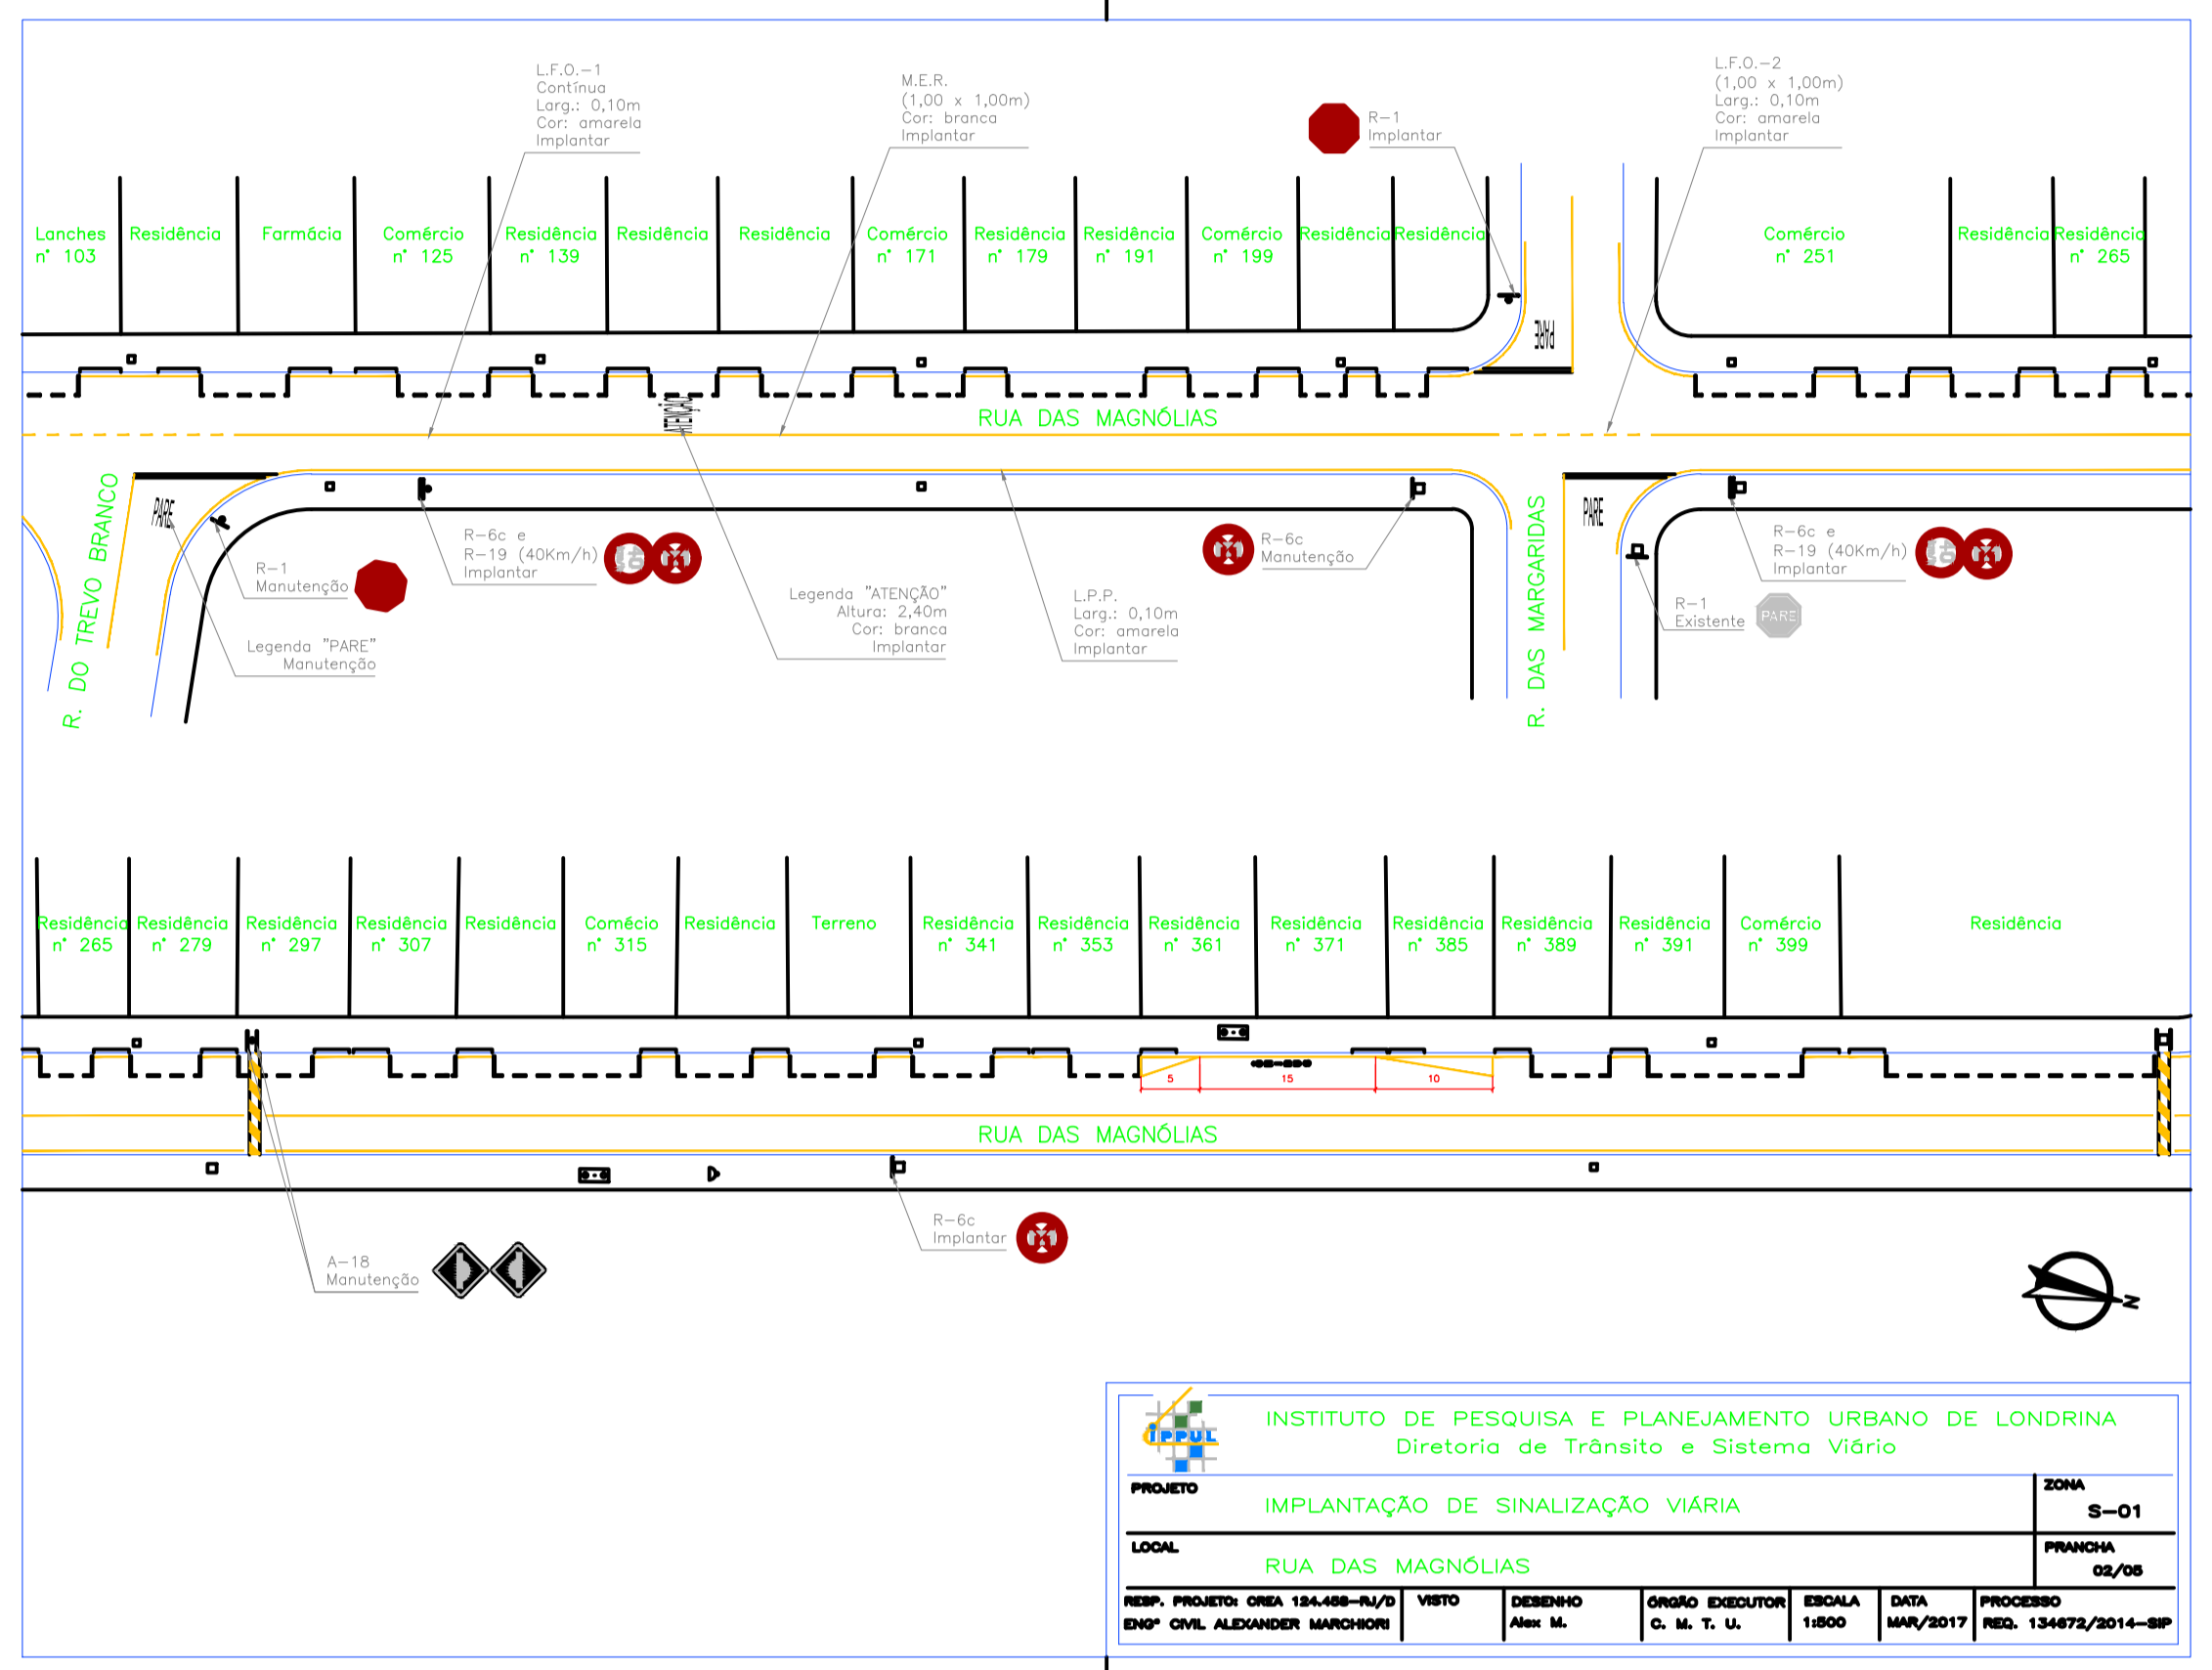 L.F.O.-1
Contínua
Larg.: 0,10m
Cor: amarela
Implantar
M.E.R.
(1,00 x 1,00m)
Cor: branca
Implantar
R-1
Implantar
L.F.O.-2
(1,00 x 1,00m)
Larg.: 0,10m
Cor: amarela
Implantar
Lanches
n° 103
Residência
Farmácia
Comércio
n° 125
Residência
n° 139
Residência
Residência
Comércio
n° 171
Residência
n° 179
Residência
n° 191
Comércio
n° 199
Residência
Residência
Comércio
n° 251
Residência
Residência
n° 265
PARE
ATENÇÃO
RUA DAS MAGNÓLIAS
R. DO TREVO BRANCO
PARE
R-1
Manutenção
Legenda "PARE"
Manutenção
R-6c e
R-19 (40Km/h)
Implantar
Legenda "ATENÇÃO"
Altura: 2,40m
Cor: branca
Implantar
L.P.P.
Larg.: 0,10m
Cor: amarela
Implantar
R-6c
Manutenção
R. DAS MARGARIDAS
PARE
R-6c e
R-19 (40Km/h)
Implantar
R-1
Existente
PARE
Residência
n° 265
Residência
n° 279
Residência
n° 297
Residência
n° 307
Residência
Comécio
n° 315
Residência
Terreno
Residência
n° 341
Residência
n° 353
Residência
n° 361
Residência
n° 371
Residência
n° 385
Residência
n° 389
Residência
n° 391
Comércio
n° 399
Residência
5 15 10
RUA DAS MAGNÓLIAS
R-6c
Implantar
A-18
Manutenção
N
IPPUL
INSTITUTO DE PESQUISA E PLANEJAMENTO URBANO DE LONDRINA
Diretoria de Trânsito e Sistema Viário
PROJETO
IMPLANTAÇÃO DE SINALIZAÇÃO VIÁRIA
ZONA
S-01
LOCAL
RUA DAS MAGNÓLIAS
PRANCHA
02/05
RESP. PROJETO: CREA 124.458-RJ/D
ENG° CIVIL ALEXANDER MARCHIORI
VISTO
DESENHO
Alex M.
ÓRGÃO EXECUTOR
C. M. T. U.
ESCALA
1:500
DATA
MAR/2017
PROCESSO
REQ. 134672/2014-SIP